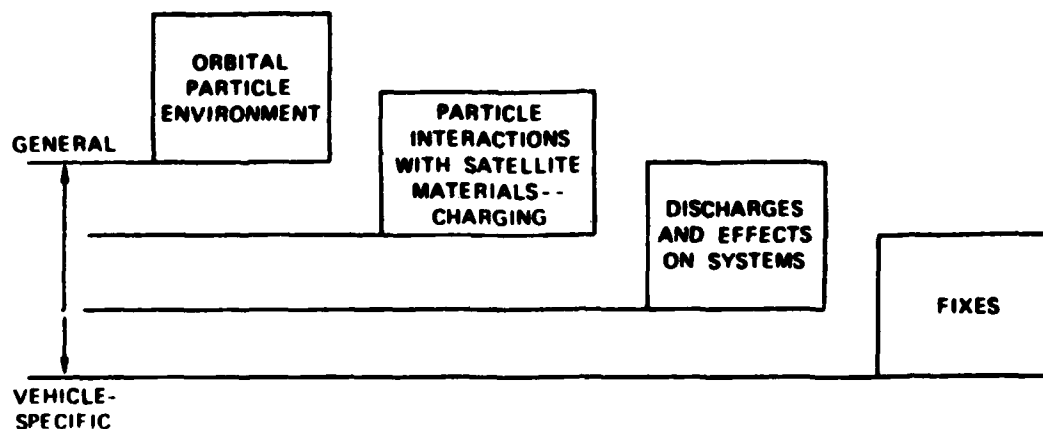 ORBITAL
PARTICLE
ENVIRONMENT
GENERAL
PARTICLE
INTERACTIONS
WITH SATELLITE
MATERIALS--
CHARGING
DISCHARGES
AND EFFECTS
ON SYSTEMS
FIXES
VEHICLE-
SPECIFIC